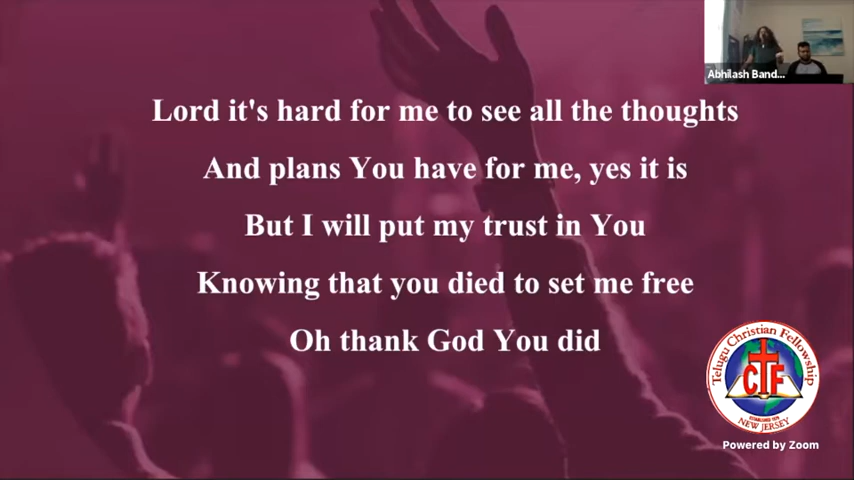 Abhilash Band...
Lord it's hard for me to see all the thoughts
And plans You have for me, yes it is
But I will put my trust in You
Knowing that you died to set me free
Oh thank God You did
Telugu Christian Fellowship
CTF
ESTABLISHED 1975
NEW JERSEY
Powered by Zoom